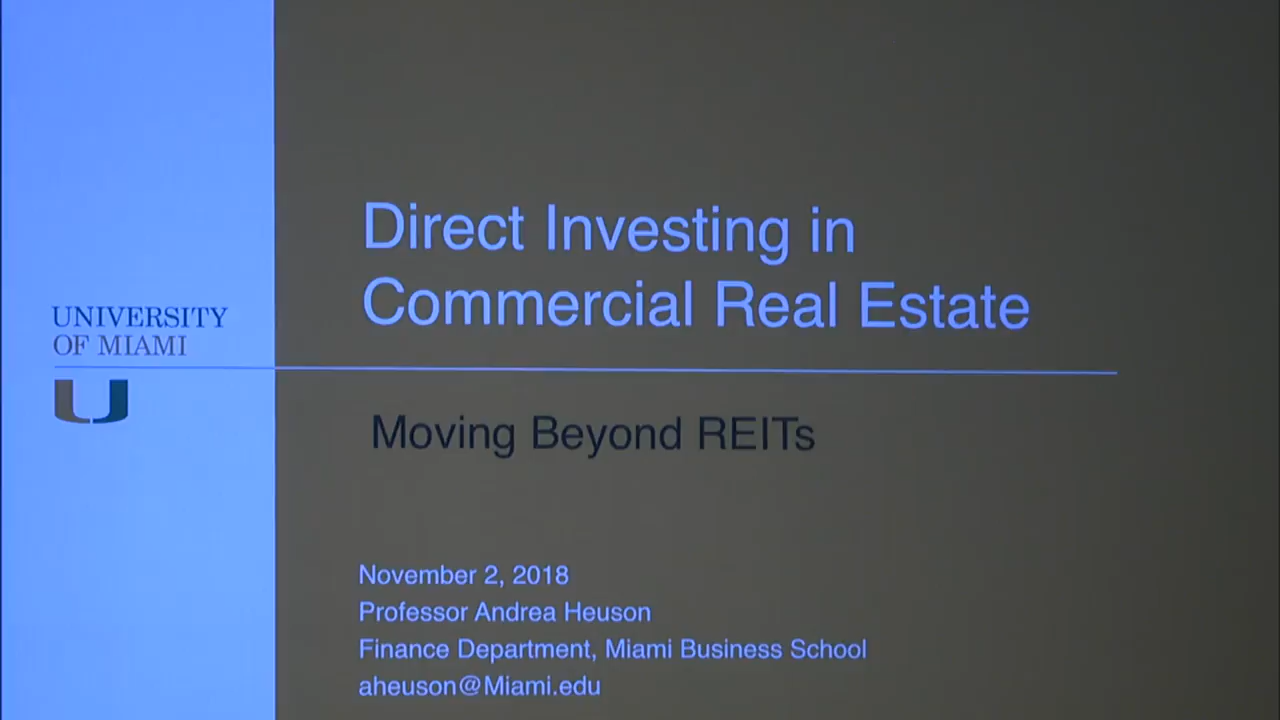 UNIVERSITY
OF MIAMI
Direct Investing in
Commercial Real Estate
Moving Beyond REITs
November 2, 2018
Professor Andrea Heuson
Finance Department, Miami Business School
aheuson@Miami.edu